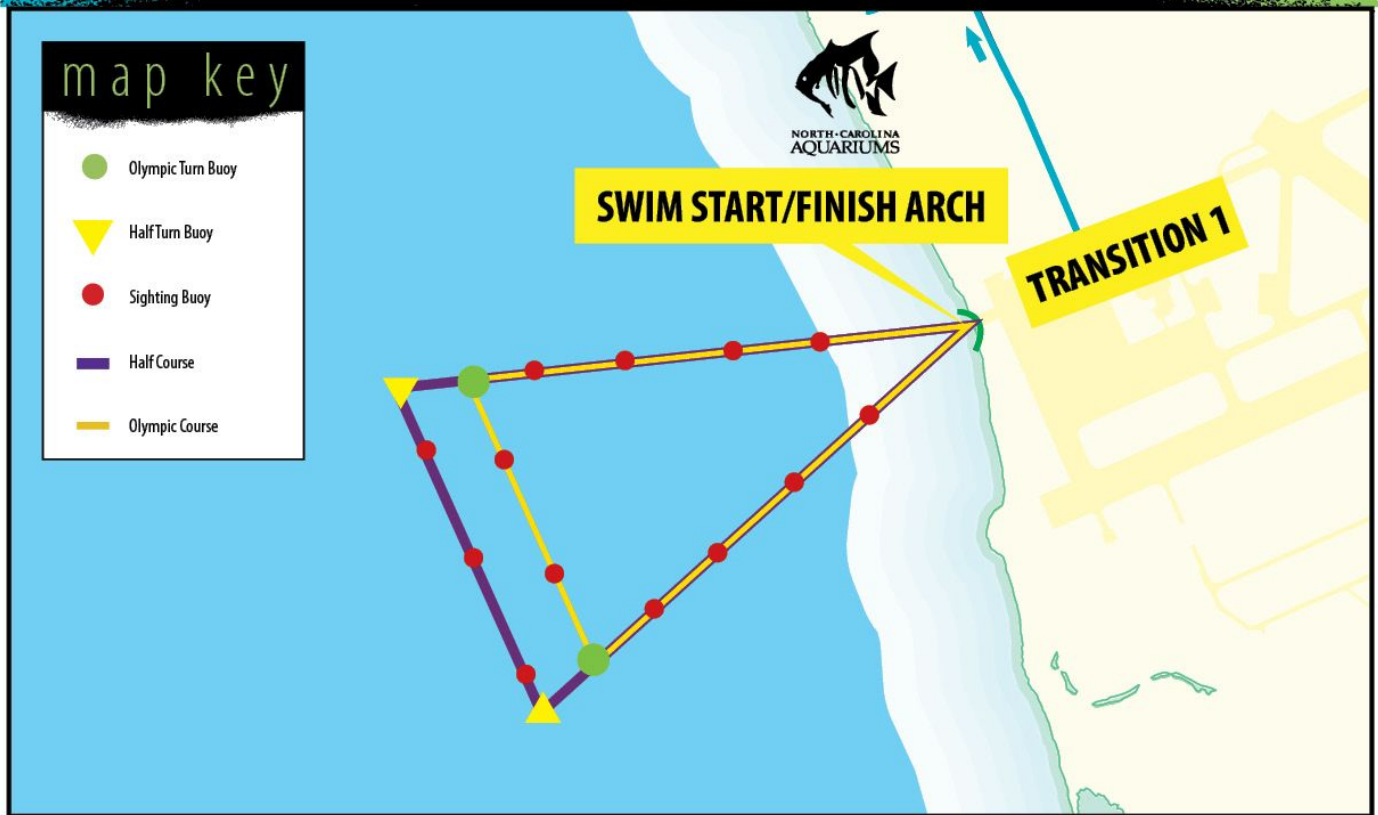 map key
Olympic Turn Buoy
Half Turn Buoy
Sighting Buoy
Half Course
Olympic Course
NORTH·CAROLINA
AQUARIUMS
SWIM START/FINISH ARCH
TRANSITION 1